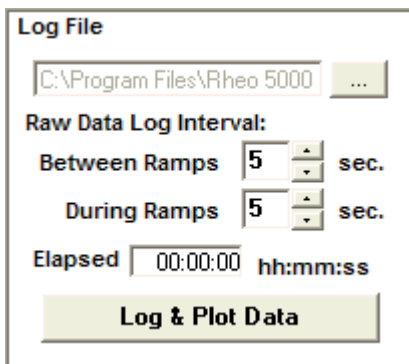 Log File
C:\Program Files\Rheo 5000 ...
Raw Data Log Interval:
Between Ramps 5 sec.
During Ramps 5 sec.
Elapsed 00:00:00 hh:mm:ss
Log & Plot Data